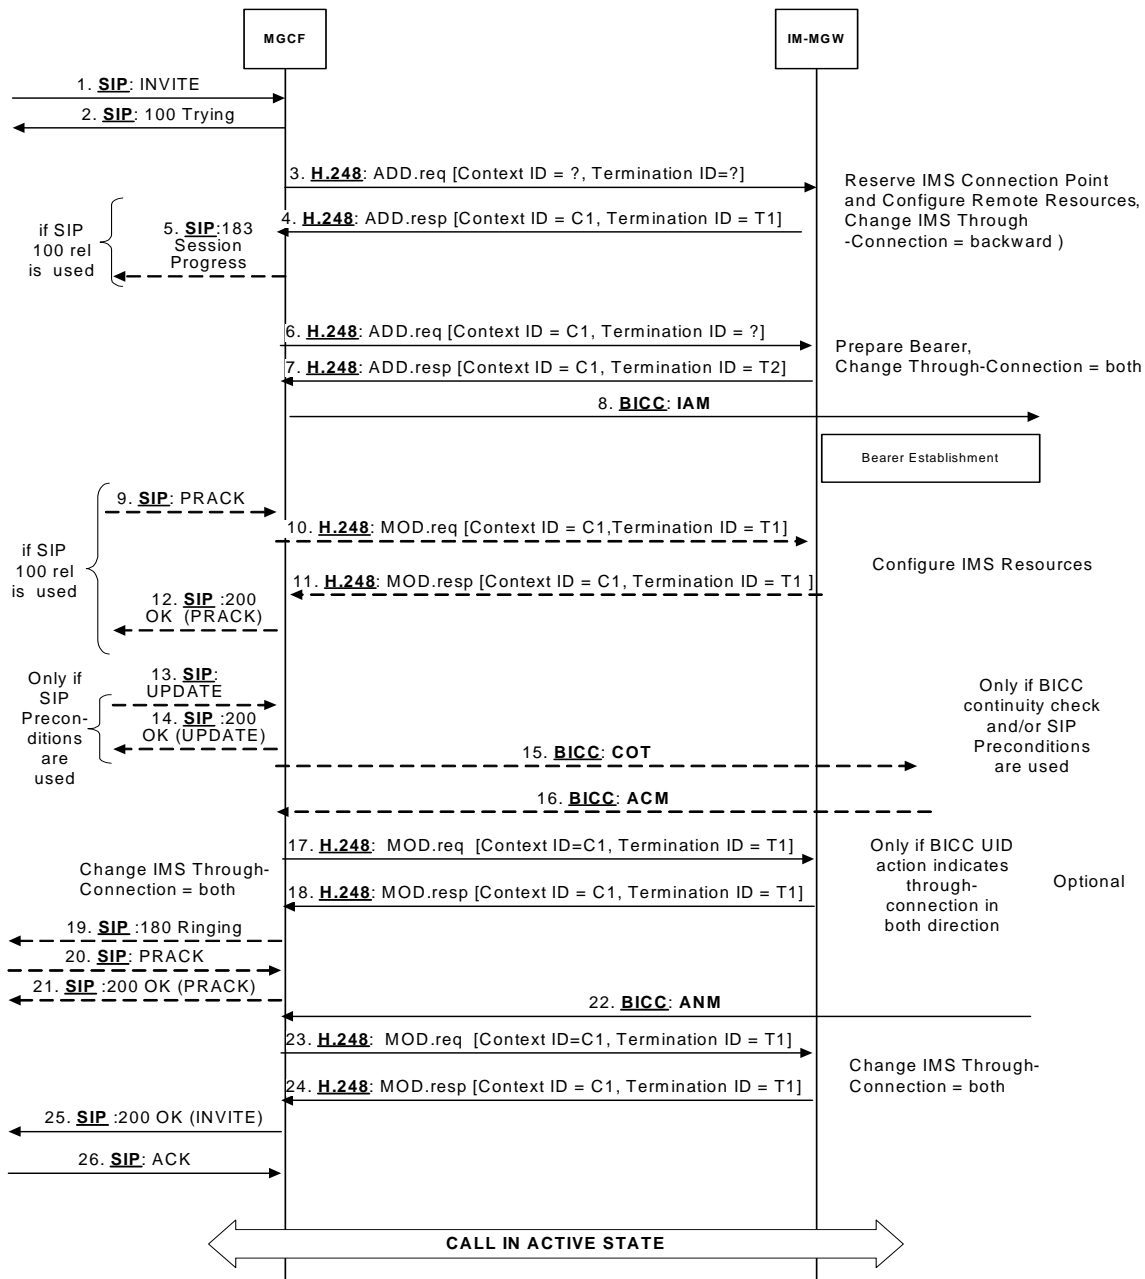 MGCF
IM-MGW
1. SIP: INVITE
2. SIP: 100 Trying
3. H.248: ADD.req [Context ID = ?, Termination ID=?]
Reserve IMS Connection Point
and Configure Remote Resources,
Change IMS Through
-Connection = backward )
4. H.248: ADD.resp [Context ID = C1, Termination ID = T1]
if SIP
100 rel
is used
5. SIP:183
Session
Progress
6. H.248: ADD.req [Context ID = C1, Termination ID = ?]
Prepare Bearer,
Change Through-Connection = both
7. H.248: ADD.resp [Context ID = C1, Termination ID = T2]
8. BICC: IAM
Bearer Establishment
9. SIP: PRACK
10. H.248: MOD.req [Context ID = C1,Termination ID = T1]
if SIP
100 rel
is used
Configure IMS Resources
11. H.248: MOD.resp [Context ID = C1, Termination ID = T1 ]
12. SIP :200
OK (PRACK)
Only if
SIP
Precon-
ditions
are
used
13. SIP:
UPDATE
14. SIP :200
OK (UPDATE)
Only if BICC
continuity check
and/or SIP
Preconditions
are used
15. BICC: COT
16. BICC: ACM
17. H.248: MOD.req [Context ID=C1, Termination ID = T1]
Change IMS Through-
Connection = both
Only if BICC UID
action indicates
through-
connection in
both direction
Optional
18. H.248: MOD.resp [Context ID = C1, Termination ID = T1]
19. SIP :180 Ringing
20. SIP: PRACK
21. SIP :200 OK (PRACK)
22. BICC: ANM
23. H.248: MOD.req [Context ID=C1, Termination ID = T1]
Change IMS Through-
Connection = both
24. H.248: MOD.resp [Context ID = C1, Termination ID = T1]
25. SIP :200 OK (INVITE)
26. SIP: ACK
CALL IN ACTIVE STATE